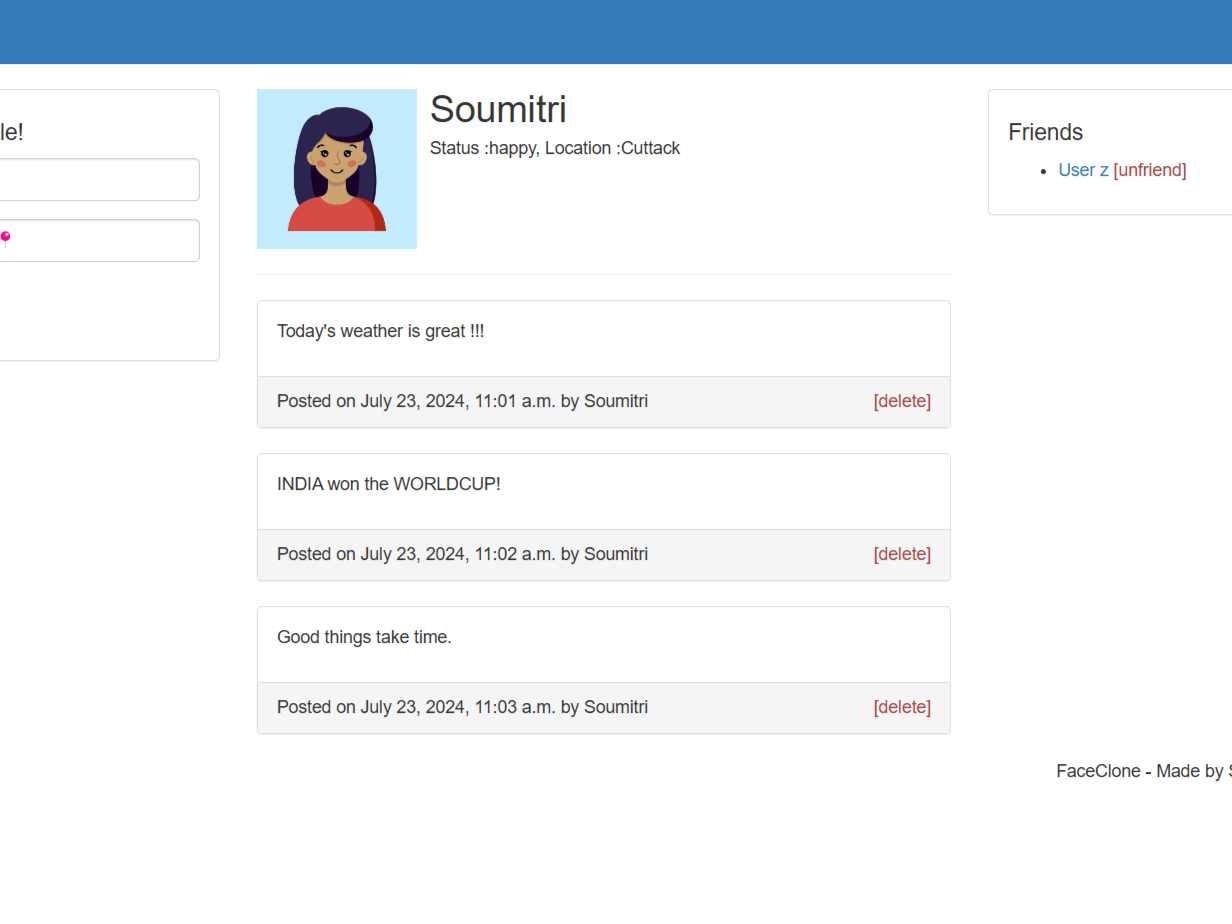 le!
Soumitri
Status :happy, Location :Cuttack
Today's weather is great !!!
Posted on July 23, 2024, 11:01 a.m. by Soumitri [delete]
INDIA won the WORLDCUP!
Posted on July 23, 2024, 11:02 a.m. by Soumitri [delete]
Good things take time.
Posted on July 23, 2024, 11:03 a.m. by Soumitri [delete]
Friends
User z [unfriend]
FaceClone - Made by